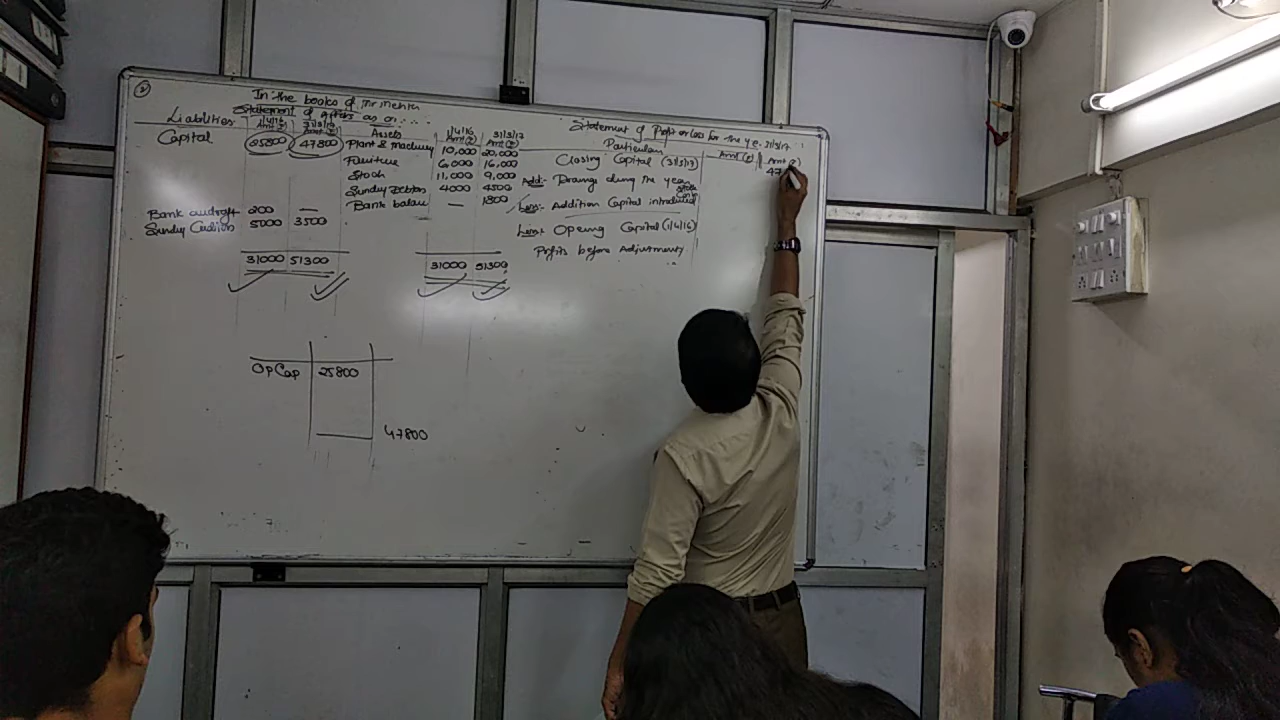 2
In the books of Mr Mehta
Statement of affairs as on ....
Liabilities 1/4/16 Amt (₹) 31/3/17 Amt (₹) Assets 1/4/16 Amt (₹) 31/3/17 Amt (₹)
Capital 25800 47800 Plant & Machinery 10,000 20,000
Furniture 6,000 16,000
Stock 11,000 9,000
Sundry Debtors 4000 4500
Bank balance — 1800
Bank overdraft 200 —
Sundry Creditors 5000 3500
31000 51300 31000 51300
Op Cap 25800
47800
Statement of Profit or Loss for the y.e. 31/3/17
Particulars Amt (₹) Amt (₹)
Closing Capital (31/3/17) 47
Add:- Drawing during the year
Less:- Addition Capital introduced
Less:- Opening Capital (1/4/16)
Profits before Adjustments